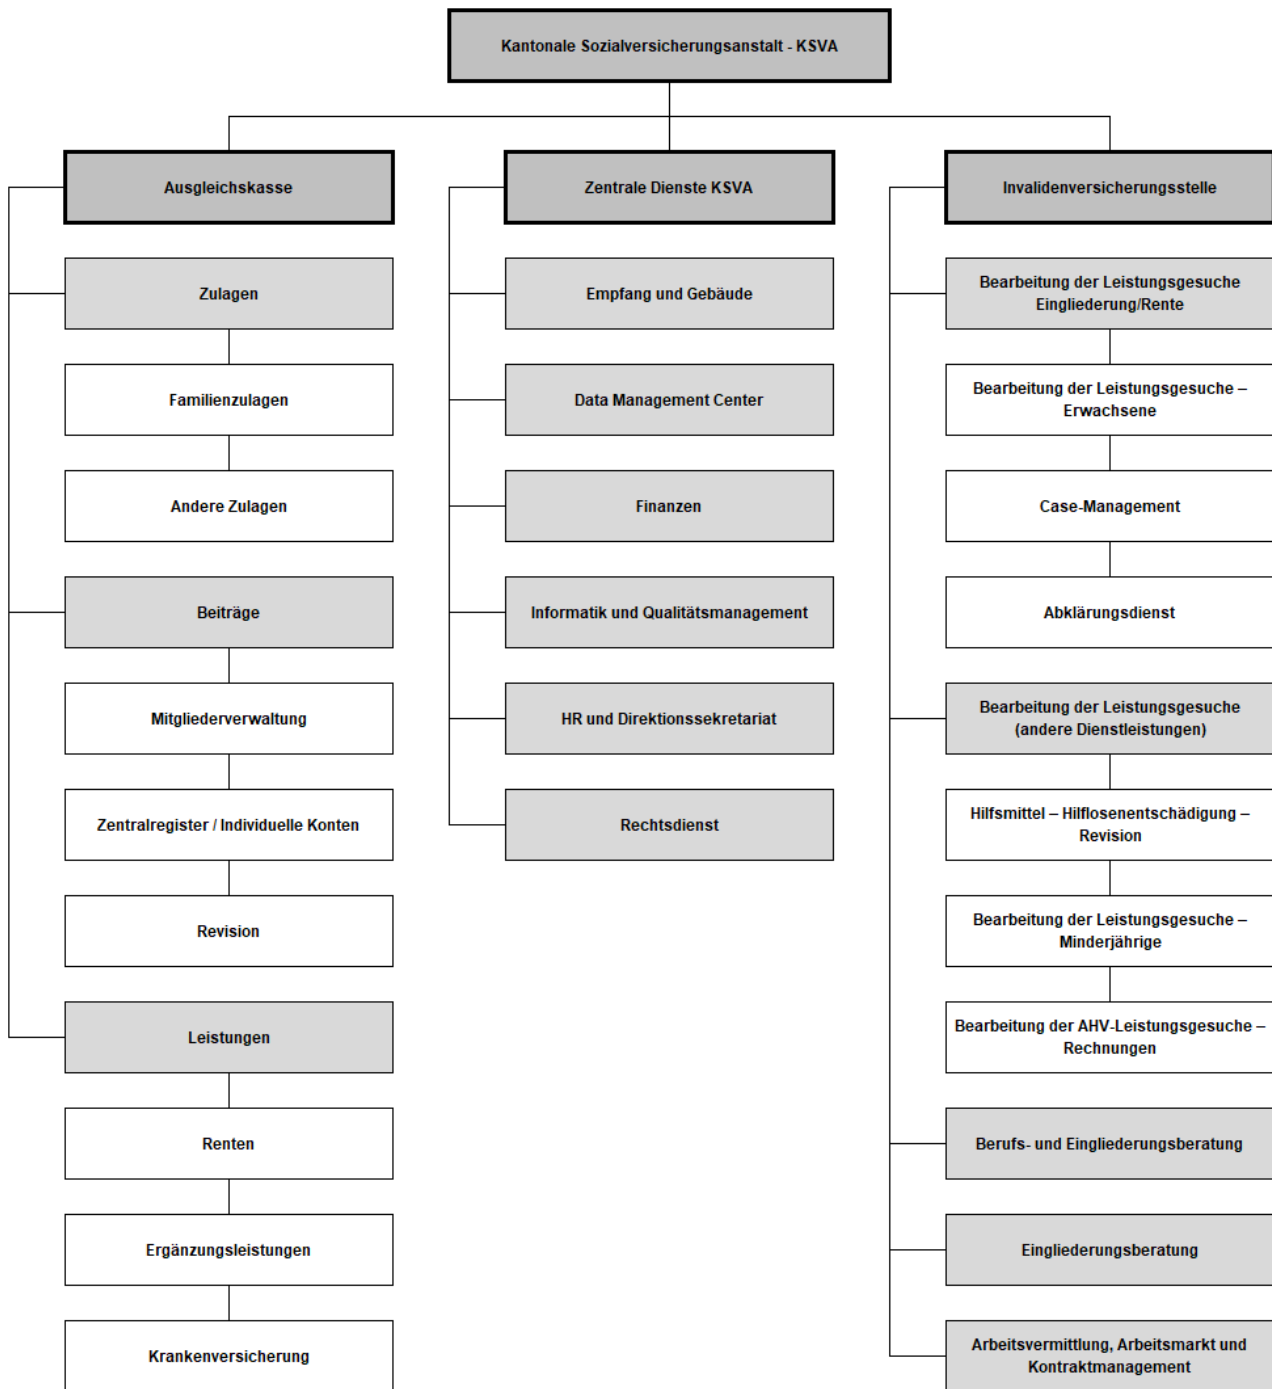 Kantonale Sozialversicherungsanstalt - KSVA
Ausgleichskasse
Zulagen
Familienzulagen
Andere Zulagen
Beiträge
Mitgliederverwaltung
Zentralregister / Individuelle Konten
Revision
Leistungen
Renten
Ergänzungsleistungen
Krankenversicherung
Zentrale Dienste KSVA
Empfang und Gebäude
Data Management Center
Finanzen
Informatik und Qualitätsmanagement
HR und Direktionssekretariat
Rechtsdienst
Invalidenversicherungsstelle
Bearbeitung der Leistungsgesuche
Eingliederung/Rente
Bearbeitung der Leistungsgesuche –
Erwachsene
Case-Management
Abklärungsdienst
Bearbeitung der Leistungsgesuche
(andere Dienstleistungen)
Hilfsmittel – Hilflosenentschädigung –
Revision
Bearbeitung der Leistungsgesuche –
Minderjährige
Bearbeitung der AHV-Leistungsgesuche –
Rechnungen
Berufs- und Eingliederungsberatung
Eingliederungsberatung
Arbeitsvermittlung, Arbeitsmarkt und
Kontraktmanagement